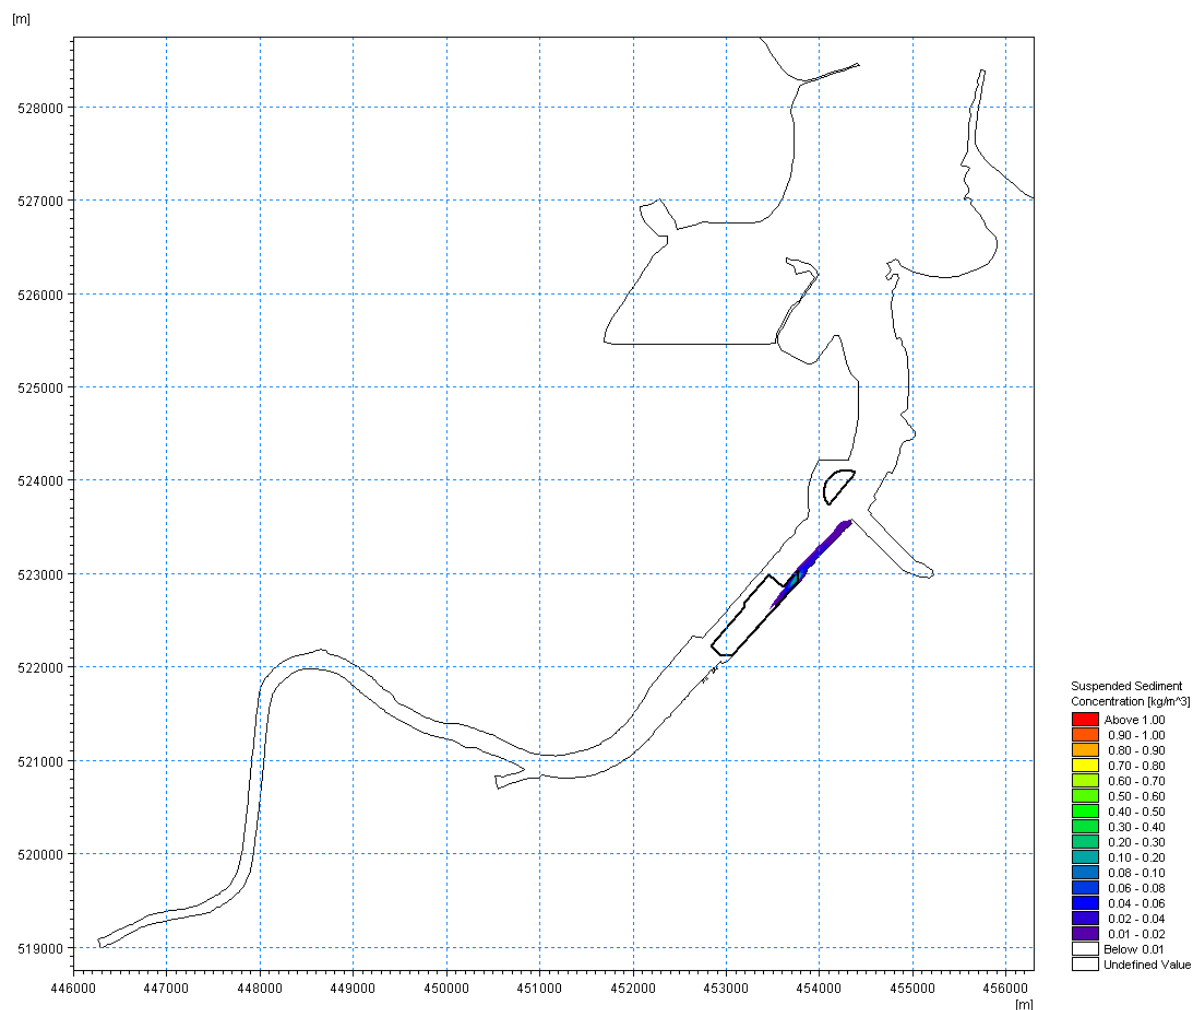 [m]
528000
527000
526000
525000
524000
523000
522000
521000
520000
519000
446000 447000 448000 449000 450000 451000 452000 453000 454000 455000 456000
[m]
Suspended Sediment
Concentration [kg/m^3]
Above 1.00
0.90 - 1.00
0.80 - 0.90
0.70 - 0.80
0.60 - 0.70
0.50 - 0.60
0.40 - 0.50
0.30 - 0.40
0.20 - 0.30
0.10 - 0.20
0.08 - 0.10
0.06 - 0.08
0.04 - 0.06
0.02 - 0.04
0.01 - 0.02
Below 0.01
Undefined Value